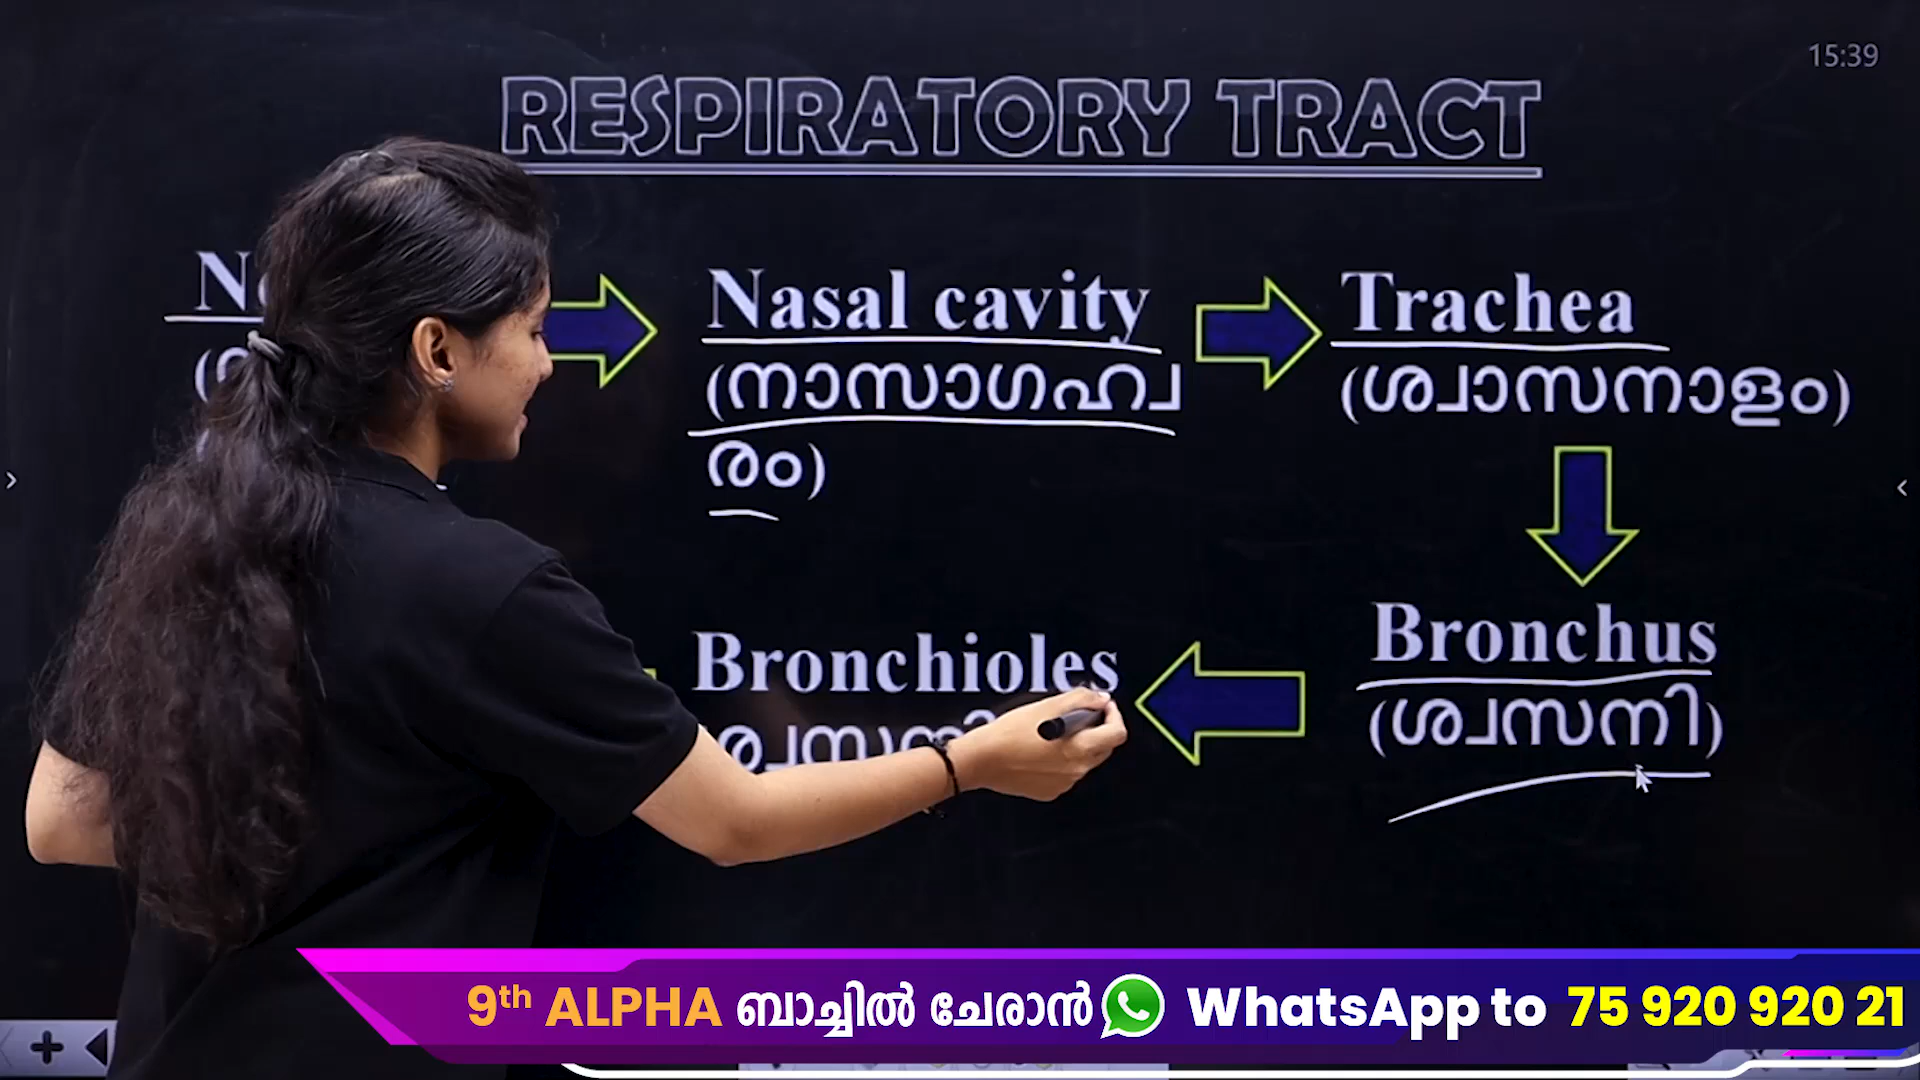 15:39
RESPIRATORY TRACT
Nasal cavity
(നാസാഗഹ്വ
രം)
Trachea
(ശ്വാസനാളം)
Bronchus
(ശ്വസനി)
Bronchioles
9th ALPHA ബാച്ചിൽ ചേരാൻ WhatsApp to 75 920 920 21